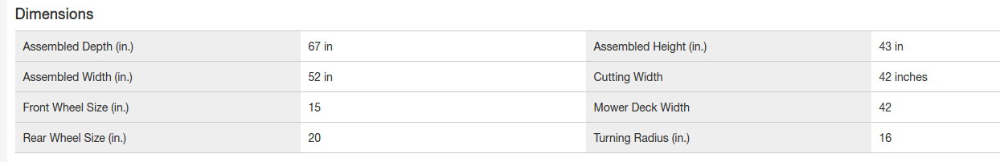 Dimensions
Assembled Depth (in.) 67 in Assembled Height (in.) 43 in
Assembled Width (in.) 52 in Cutting Width 42 inches
Front Wheel Size (in.) 15 Mower Deck Width 42
Rear Wheel Size (in.) 20 Turning Radius (in.) 16